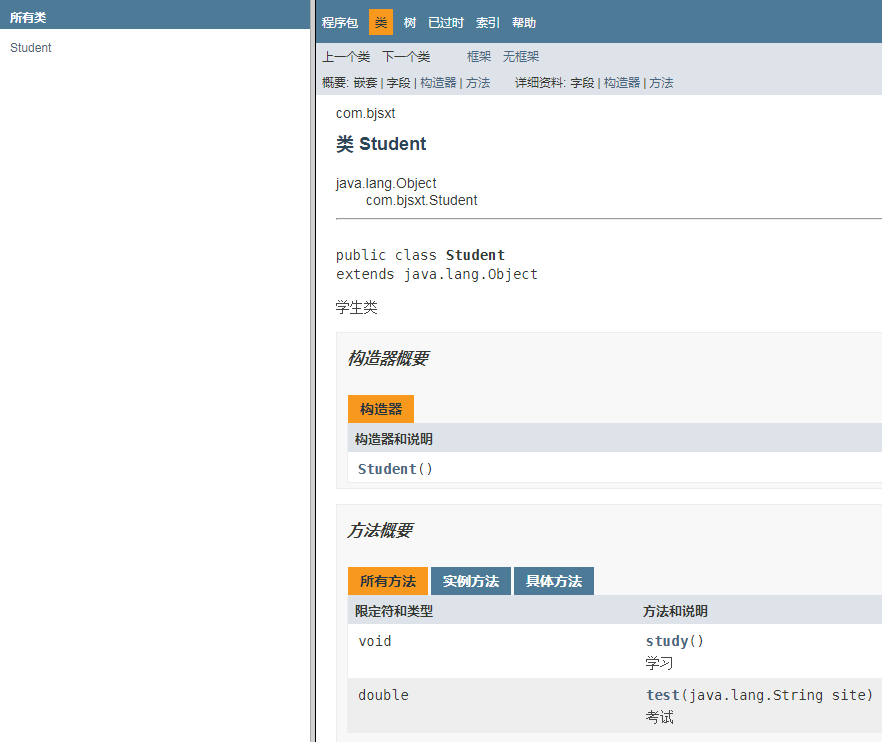 所有类
Student
程序包 类 树 已过时 索引 帮助
上一个类 下一个类 框架 无框架
概要: 嵌套 | 字段 | 构造器 | 方法 详细资料: 字段 | 构造器 | 方法
com.bjsxt
类 Student
java.lang.Object
com.bjsxt.Student
public class Student
extends java.lang.Object
学生类
构造器概要
构造器
构造器和说明
Student()
方法概要
所有方法 实例方法 具体方法
限定符和类型 方法和说明
void study()
学习
double test(java.lang.String site)
考试